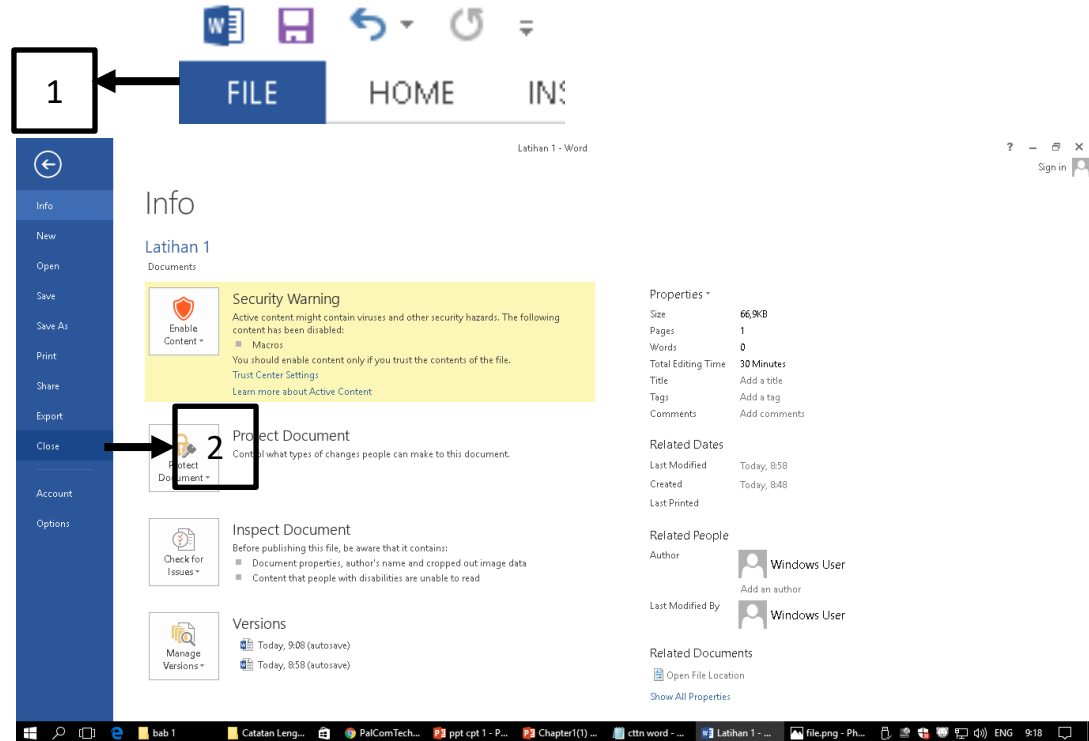 FILE HOME INS
1
Latihan 1 - Word
Sign in
Info
New
Open
Save
Save As
Print
Share
Export
Close
Account
Options
Info
Latihan 1
Documents
Enable
Content
Security Warning
Active content might contain viruses and other security hazards. The following
content has been disabled:
Macros
You should enable content only if you trust the contents of the file.
Trust Center Settings
Learn more about Active Content
2
Protect
Document
Protect Document
Control what types of changes people can make to this document.
Check for
Issues
Inspect Document
Before publishing this file, be aware that it contains:
Document properties, author's name and cropped out image data
Content that people with disabilities are unable to read
Manage
Versions
Versions
Today, 9:08 (autosave)
Today, 8:58 (autosave)
Properties
Size 66,9KB
Pages 1
Words 0
Total Editing Time 30 Minutes
Title Add a title
Tags Add a tag
Comments Add comments
Related Dates
Last Modified Today, 8:58
Created Today, 8:48
Last Printed
Related People
Author Windows User
Add an author
Last Modified By Windows User
Related Documents
Open File Location
Show All Properties
bab 1 Catatan Leng... PalComTech... ppt cpt 1 - P... Chapter1(1) ... cttn word - ... Latihan 1 - ... file.png - Ph... ENG 9:18